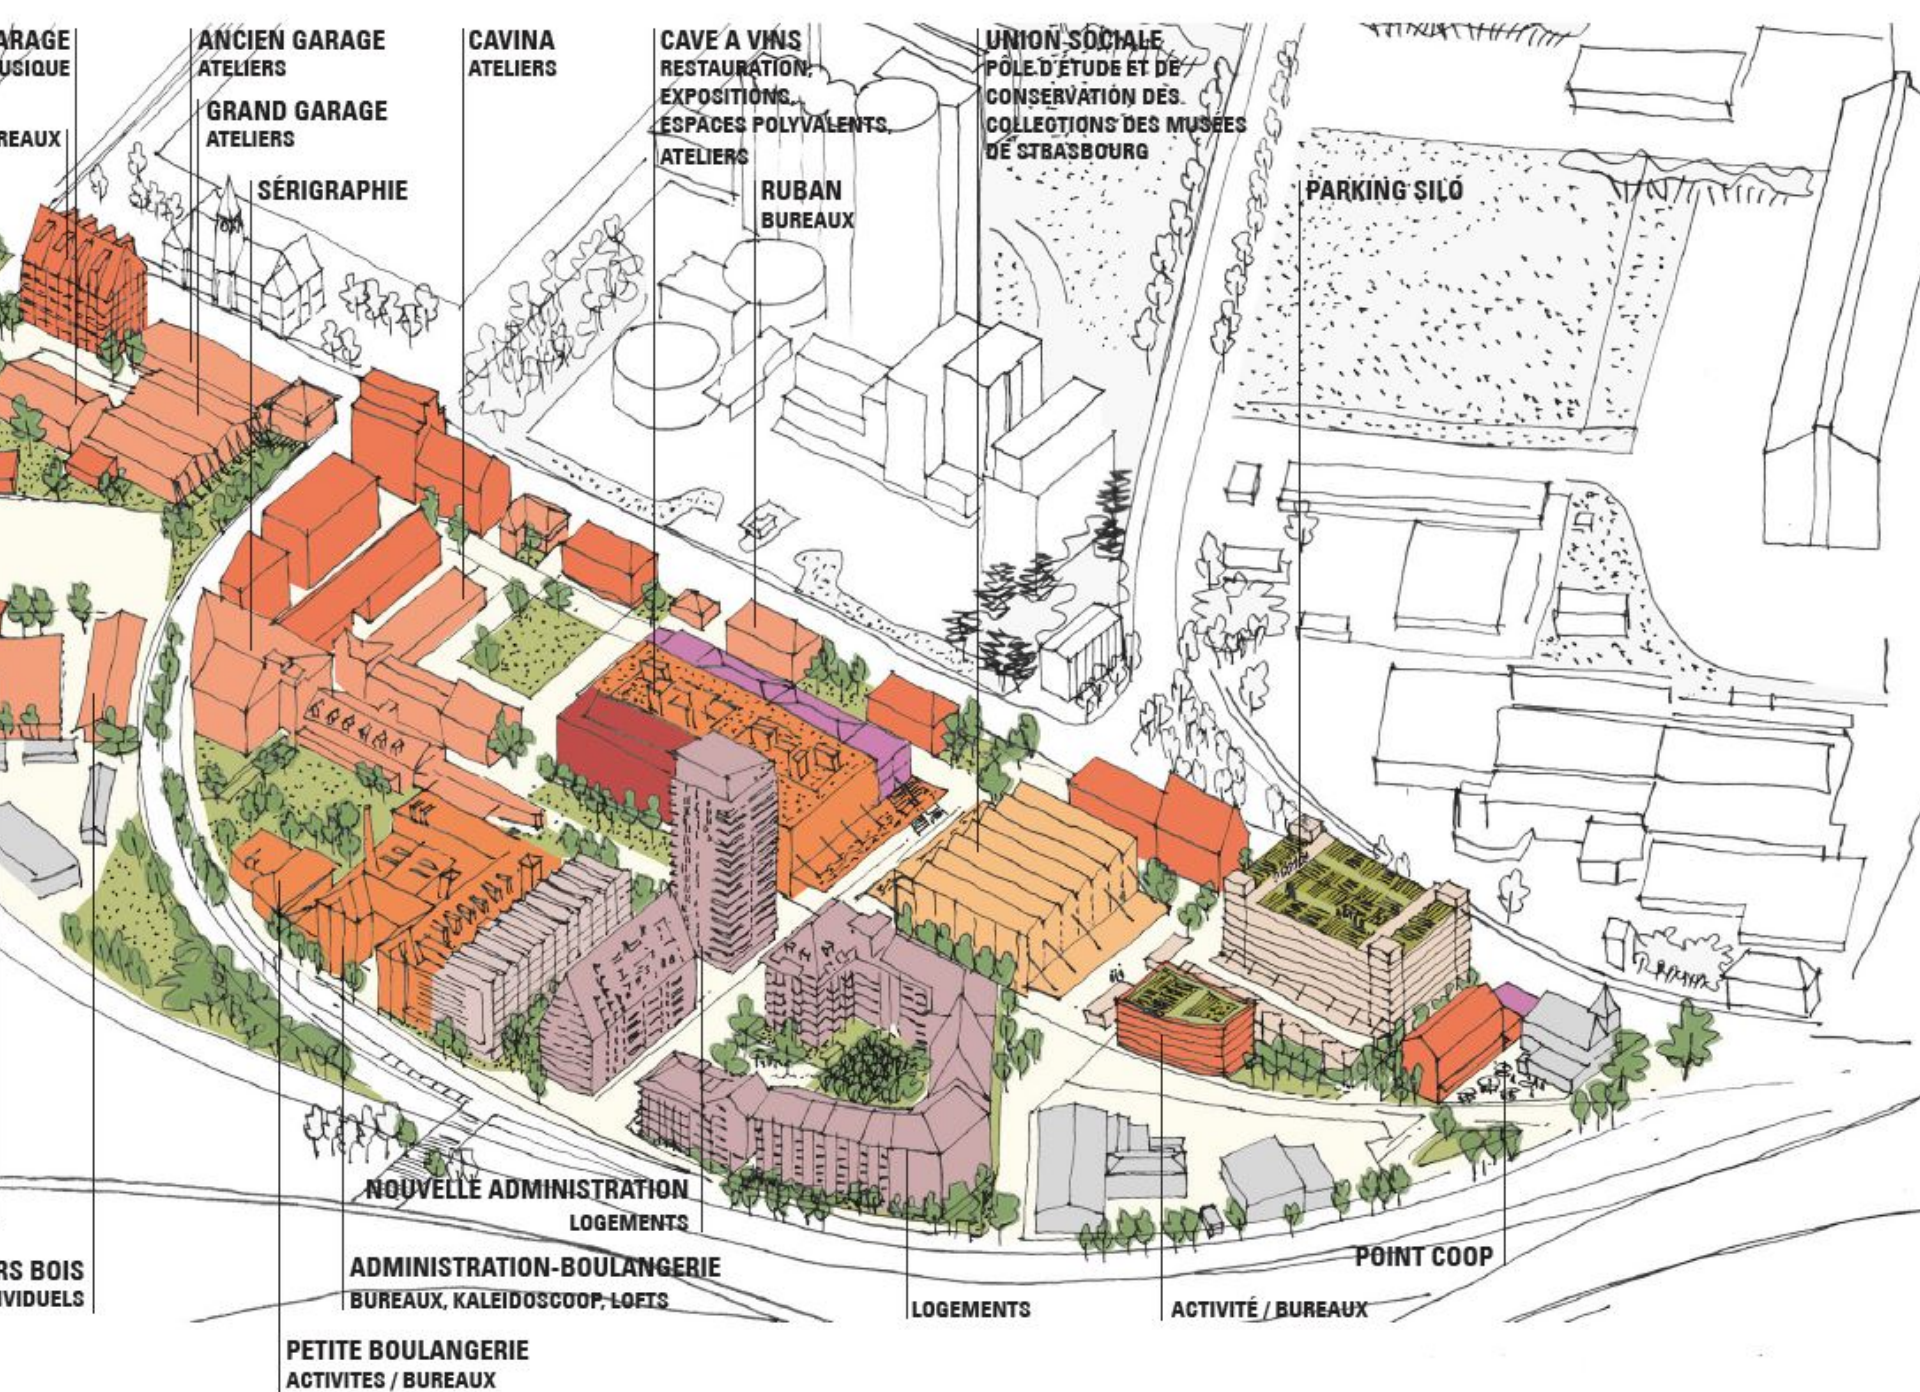 ARAGE
USIQUE
REAUX
ANCIEN GARAGE
ATELIERS
GRAND GARAGE
ATELIERS
SÉRIGRAPHIE
CAVINA
ATELIERS
CAVE A VINS
RESTAURATION,
EXPOSITIONS,
ESPACES POLYVALENTS,
ATELIERS
RUBAN
BUREAUX
UNION SOCIALE
PÔLE D'ÉTUDE ET DE
CONSERVATION DES
COLLECTIONS DES MUSÉES
DE STRASBOURG
PARKING SILO
NOUVELLE ADMINISTRATION
LOGEMENTS
RS BOIS
IVIDUELS
ADMINISTRATION-BOULANGERIE
BUREAUX, KALEIDOSCOOP, LOFTS
PETITE BOULANGERIE
ACTIVITES / BUREAUX
LOGEMENTS
ACTIVITÉ / BUREAUX
POINT COOP